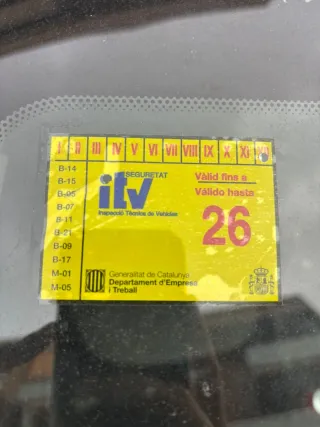 I II III IV V VI VII VIII IX X XI XII
B-14
B-15
B-05
B-07
B-11
B-21
B-09
B-17
M-01
M-05
SEGURETAT
itv
Inspecció Tècnica de Vehicles
Vàlid fins a
Válido hasta
26
Generalitat de Catalunya
Departament d'Empresa
i Treball